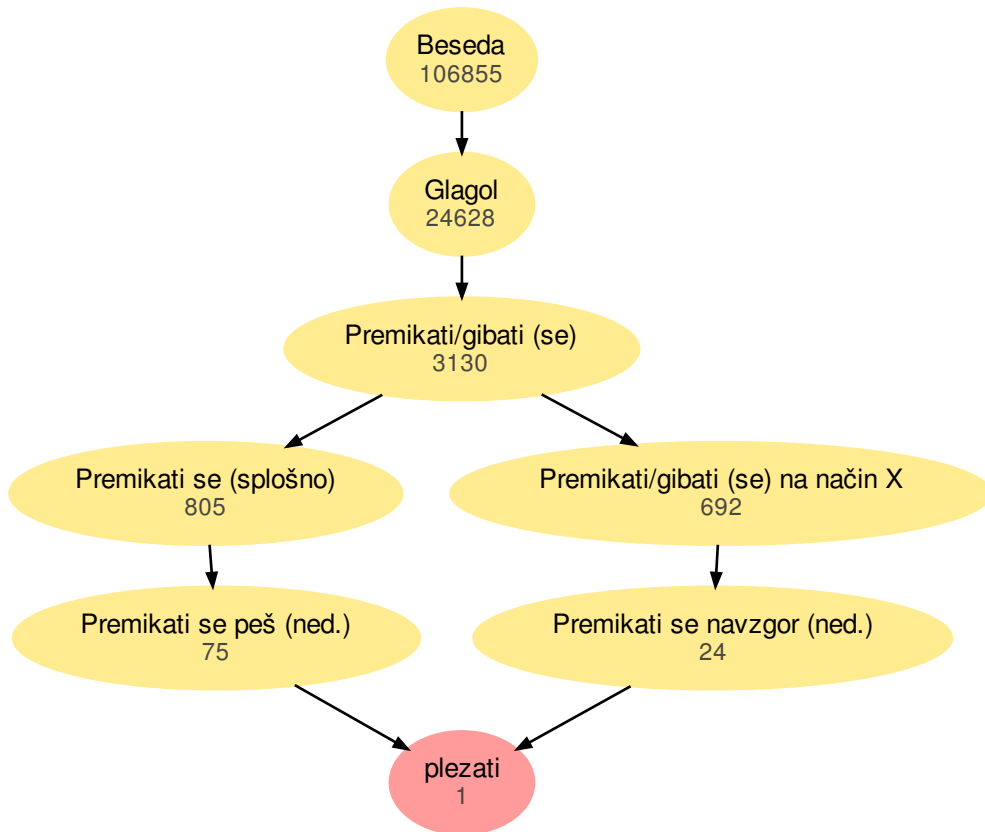 Beseda
106855
Glagol
24628
Premikati/gibati (se)
3130
Premikati se (splošno)
805
Premikati/gibati (se) na način X
692
Premikati se peš (ned.)
75
Premikati se navzgor (ned.)
24
plezati
1